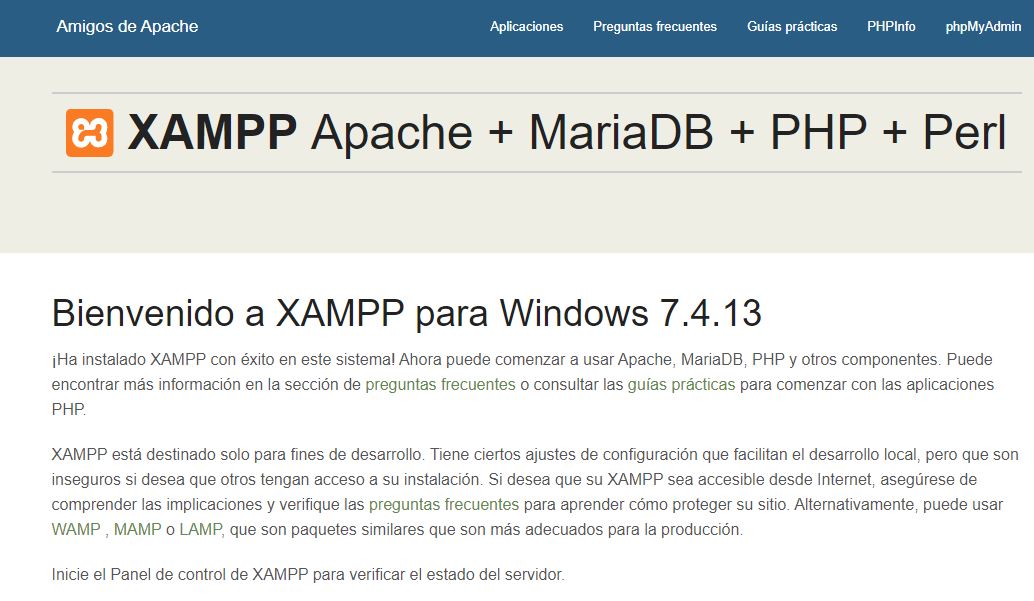 Amigos de Apache
Aplicaciones Preguntas frecuentes Guías prácticas PHPInfo phpMyAdmin
XAMPP Apache + MariaDB + PHP + Perl
Bienvenido a XAMPP para Windows 7.4.13
¡Ha instalado XAMPP con éxito en este sistema! Ahora puede comenzar a usar Apache, MariaDB, PHP y otros componentes. Puede
encontrar más información en la sección de preguntas frecuentes o consultar las guías prácticas para comenzar con las aplicaciones
PHP.
XAMPP está destinado solo para fines de desarrollo. Tiene ciertos ajustes de configuración que facilitan el desarrollo local, pero que son
inseguros si desea que otros tengan acceso a su instalación. Si desea que su XAMPP sea accesible desde Internet, asegúrese de
comprender las implicaciones y verifique las preguntas frecuentes para aprender cómo proteger su sitio. Alternativamente, puede usar
WAMP , MAMP o LAMP, que son paquetes similares que son más adecuados para la producción.
Inicie el Panel de control de XAMPP para verificar el estado del servidor.